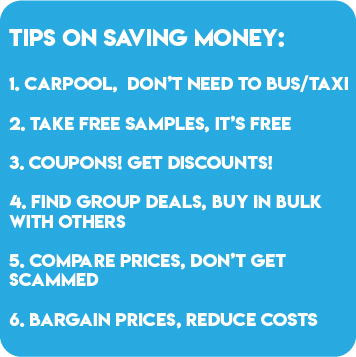 TIPS ON SAVING MONEY:
1. CARPOOL, DON'T NEED TO BUS/TAXI
2. TAKE FREE SAMPLES, IT'S FREE
3. COUPONS! GET DISCOUNTS!
4. FIND GROUP DEALS, BUY IN BULK
WITH OTHERS
5. COMPARE PRICES, DON'T GET
SCAMMED
6. BARGAIN PRICES, REDUCE COSTS